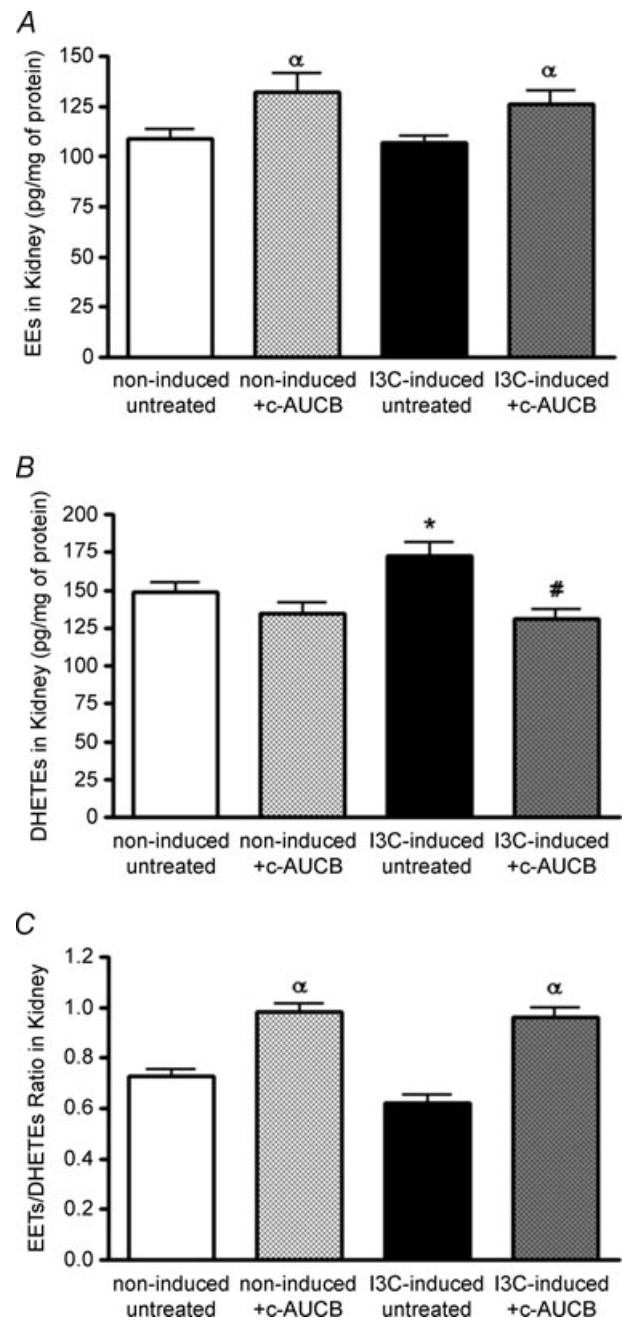 A
EEs in Kidney (pg/mg of protein)
150
125
100
75
50
25
0
α
α
non-induced non-induced I3C-induced I3C-induced
untreated +c-AUCB untreated +c-AUCB
B
DHETEs in Kidney (pg/mg of protein)
200
175
150
125
100
75
50
25
0
*
#
non-induced non-induced I3C-induced I3C-induced
untreated +c-AUCB untreated +c-AUCB
C
EETs/DHETEs Ratio in Kidney
1.2
1.0
0.8
0.6
0.4
0.2
0.0
α
α
non-induced non-induced I3C-induced I3C-induced
untreated +c-AUCB untreated +c-AUCB